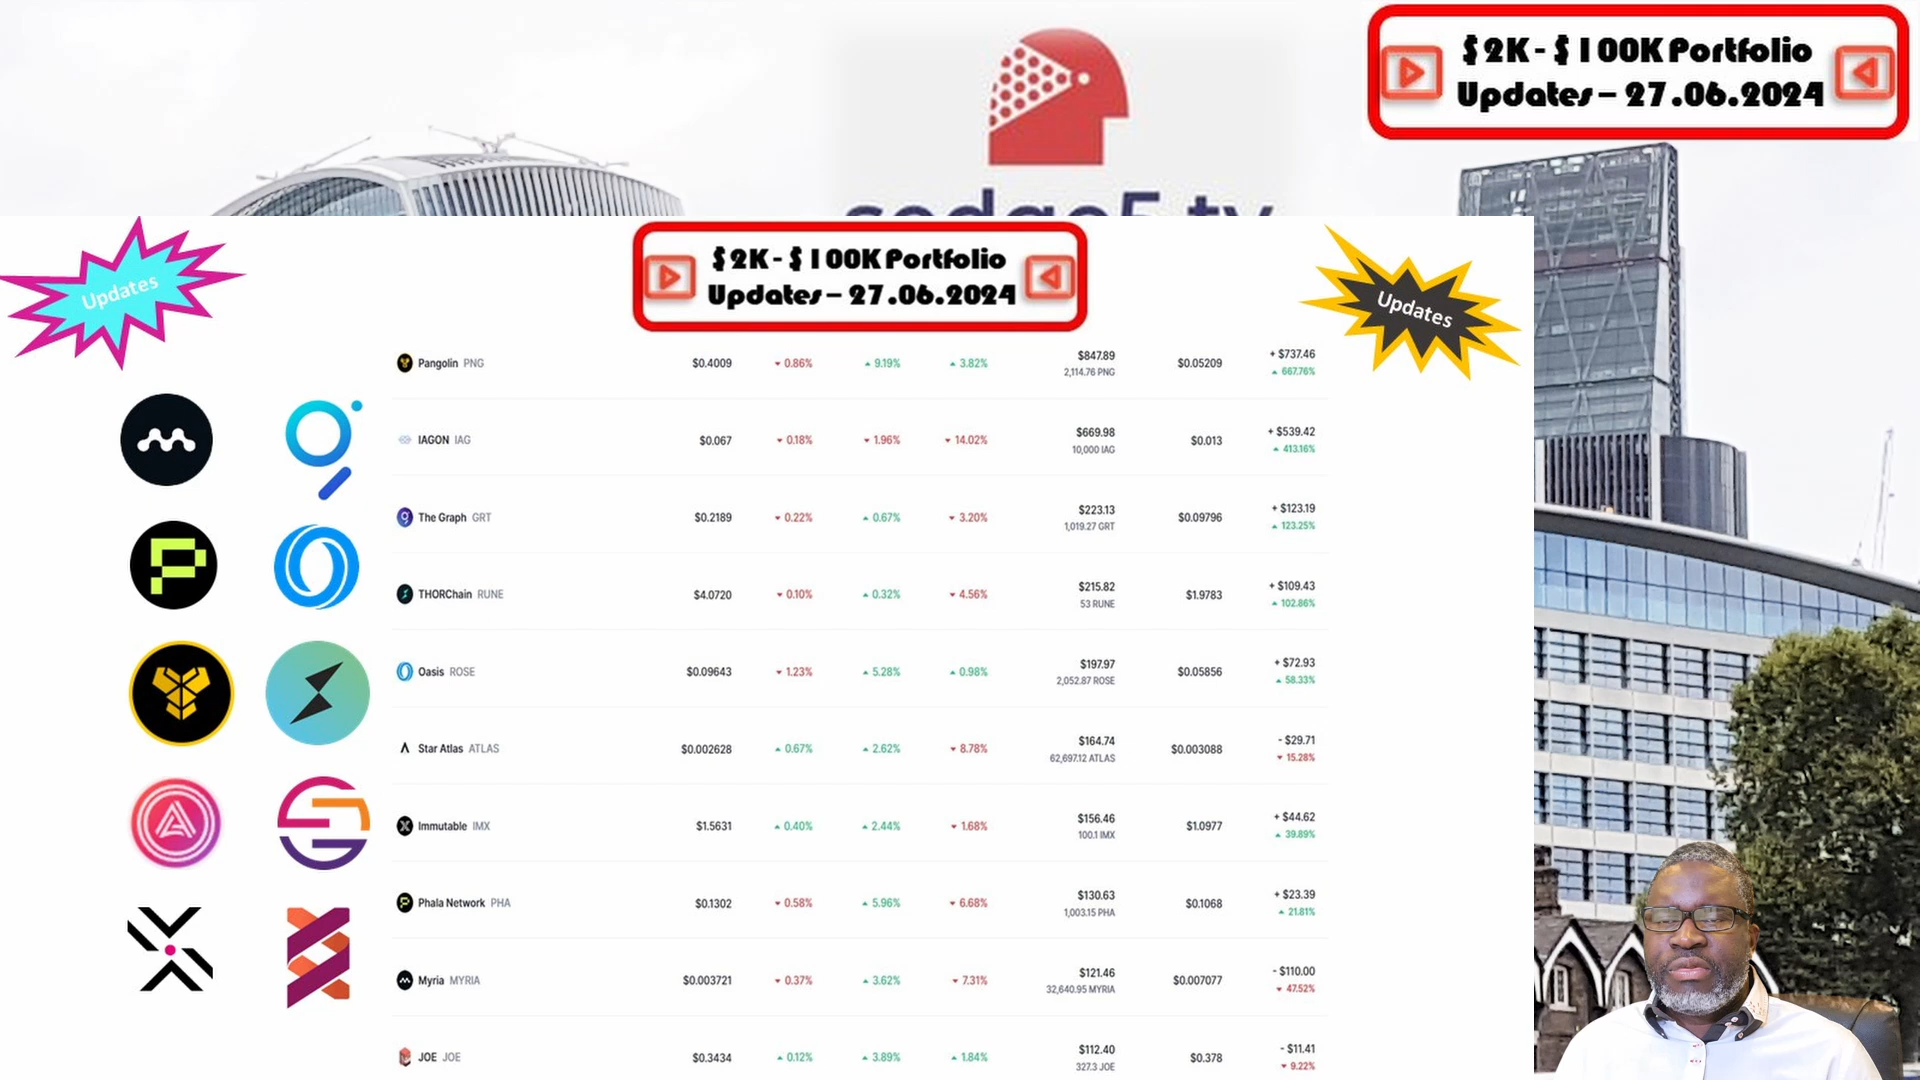 $2K - $100K Portfolio
Updates – 27.06.2024
$2K - $100K Portfolio
Updates – 27.06.2024
Updates
Updates
Pangolin PNG $0.4009 0.86% 9.19% 3.82% $847.89 2,114.76 PNG $0.05209 + $737.46 667.76%
IAGON IAG $0.067 0.18% 1.96% 14.02% $669.98 10,000 IAG $0.013 + $539.42 413.16%
The Graph GRT $0.2189 0.22% 0.67% 3.20% $223.13 1,019.27 GRT $0.09796 + $123.19 123.25%
THORChain RUNE $4.0720 0.10% 0.32% 4.56% $215.82 53 RUNE $1.9783 + $109.43 102.86%
Oasis ROSE $0.09643 1.23% 5.28% 0.98% $197.97 2,052.87 ROSE $0.05856 + $72.93 58.33%
Star Atlas ATLAS $0.002628 0.67% 2.62% 8.78% $164.74 62,697.12 ATLAS $0.003088 - $29.71 15.28%
Immutable IMX $1.5631 0.40% 2.44% 1.68% $156.46 100.1 IMX $1.0977 + $44.62 39.89%
Phala Network PHA $0.1302 0.58% 5.96% 6.68% $130.63 1,003.15 PHA $0.1068 + $23.39 21.81%
Myria MYRIA $0.003721 0.37% 3.62% 7.31% $121.46 32,640.95 MYRIA $0.007077 - $110.00 47.52%
JOE JOE $0.3434 0.12% 3.89% 1.84% $112.40 327.3 JOE $0.378 - $11.41 9.22%